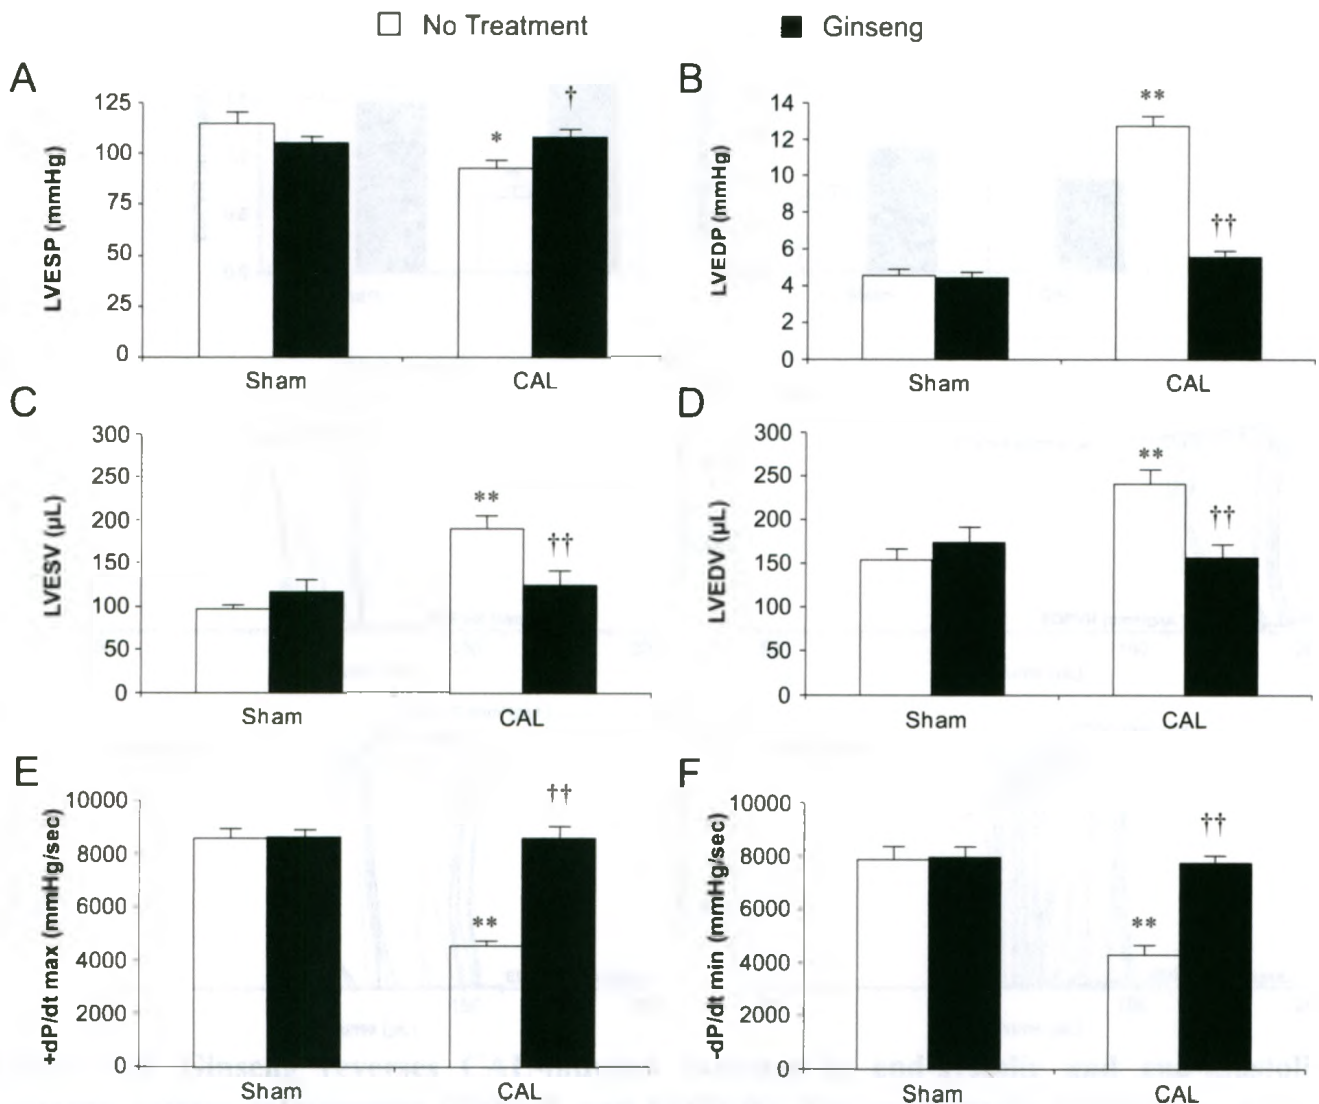 No Treatment Ginseng
A
125
100
75
50
25
0
LVESP (mmHg)
*
†
Sham CAL
B
14
12
10
8
6
4
2
0
LVEDP (mmHg)
**
††
Sham CAL
C
300
250
200
150
100
50
0
LVESV (µL)
**
††
Sham CAL
D
300
250
200
150
100
50
0
LVEDV (µL)
**
††
Sham CAL
E
10000
8000
6000
4000
2000
0
+dP/dt max (mmHg/sec)
**
††
Sham CAL
F
10000
8000
6000
4000
2000
0
-dP/dt min (mmHg/sec)
**
††
Sham CAL